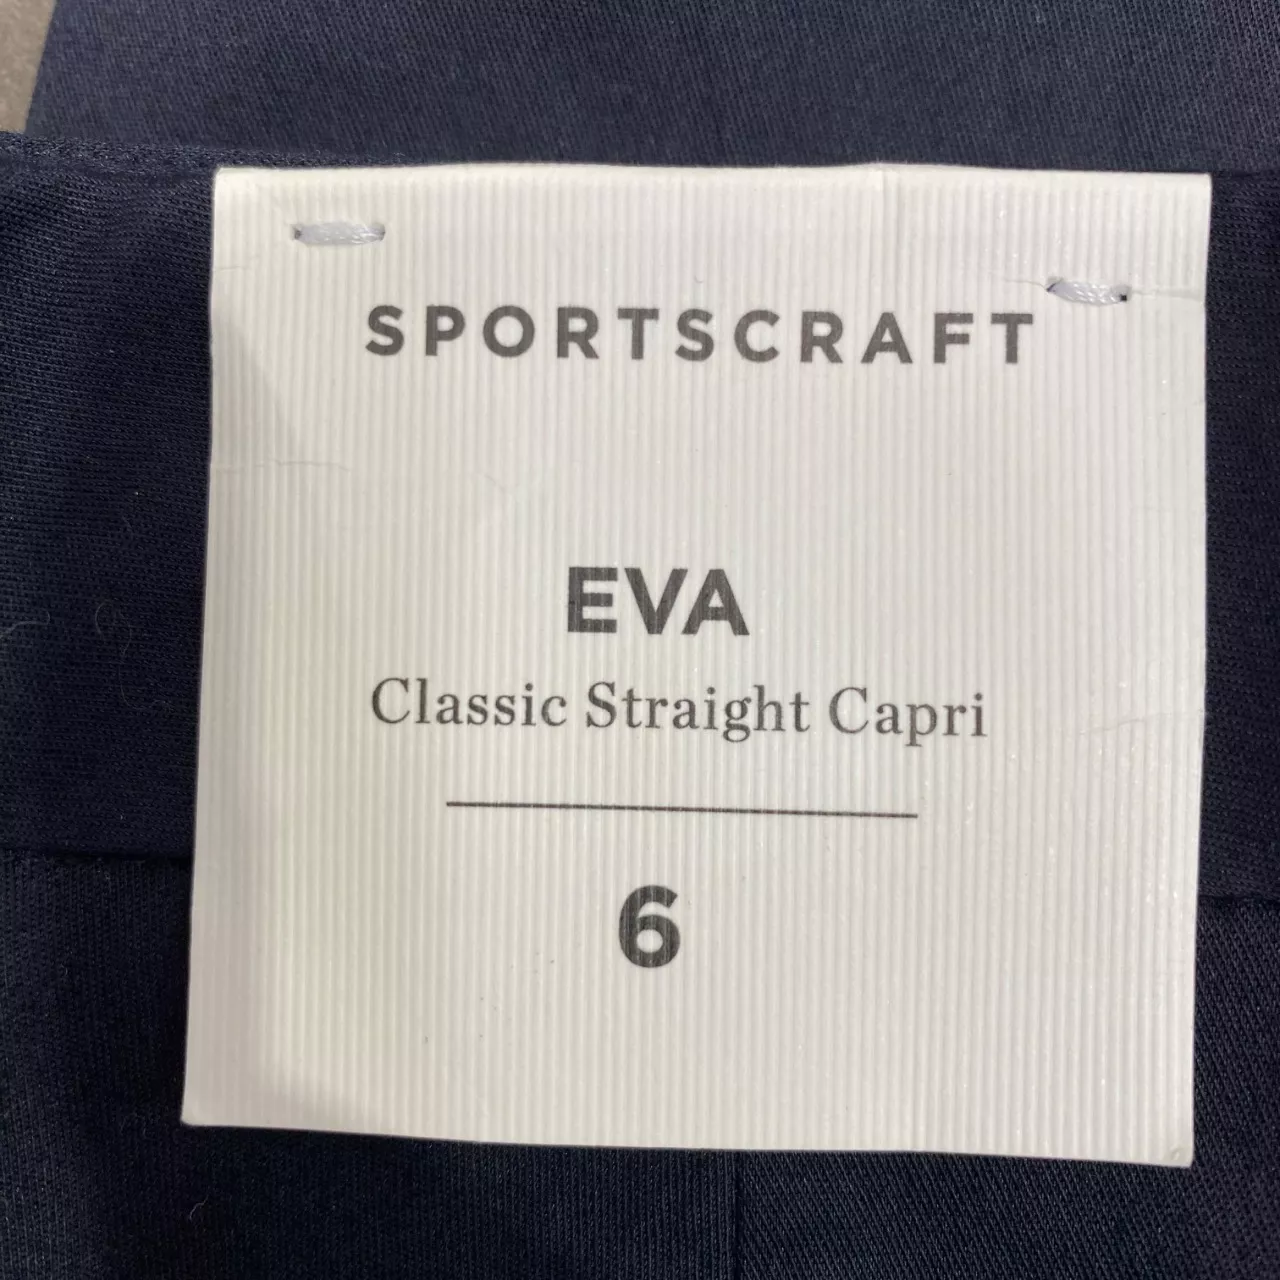 SPORTSCRAFT
EVA
Classic Straight Capri
6